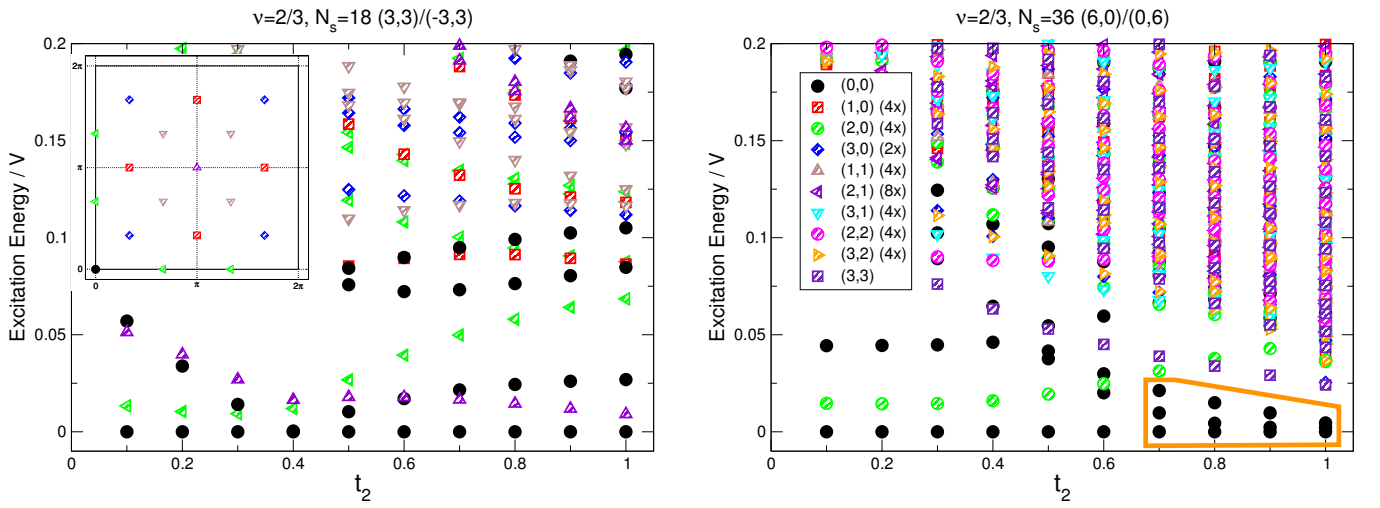 ν=2/3, Ns=18 (3,3)/(-3,3)
Excitation Energy / V
0.2
0.15
0.1
0.05
0
2π
π
0
0
π
2π
0
0.2
0.4
0.6
0.8
1
t2
ν=2/3, Ns=36 (6,0)/(0,6)
Excitation Energy / V
0.2
0.15
0.1
0.05
0
(0,0)
(1,0) (4x)
(2,0) (4x)
(3,0) (2x)
(1,1) (4x)
(2,1) (8x)
(3,1) (4x)
(2,2) (4x)
(3,2) (4x)
(3,3)
0
0.2
0.4
0.6
0.8
1
t2